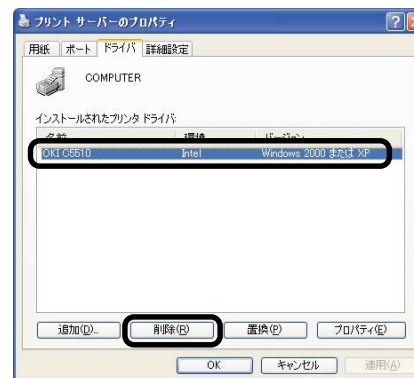 プリント サーバーのプロパティ
用紙 ポート ドライバ 詳細設定
COMPUTER
インストールされたプリンタ ドライバ:
名前 環境 バージョン
OKI C5510 Intel Windows 2000 または XP
追加(D)... 削除(R) 置換(P) プロパティ(E)
OK キャンセル 適用(A)